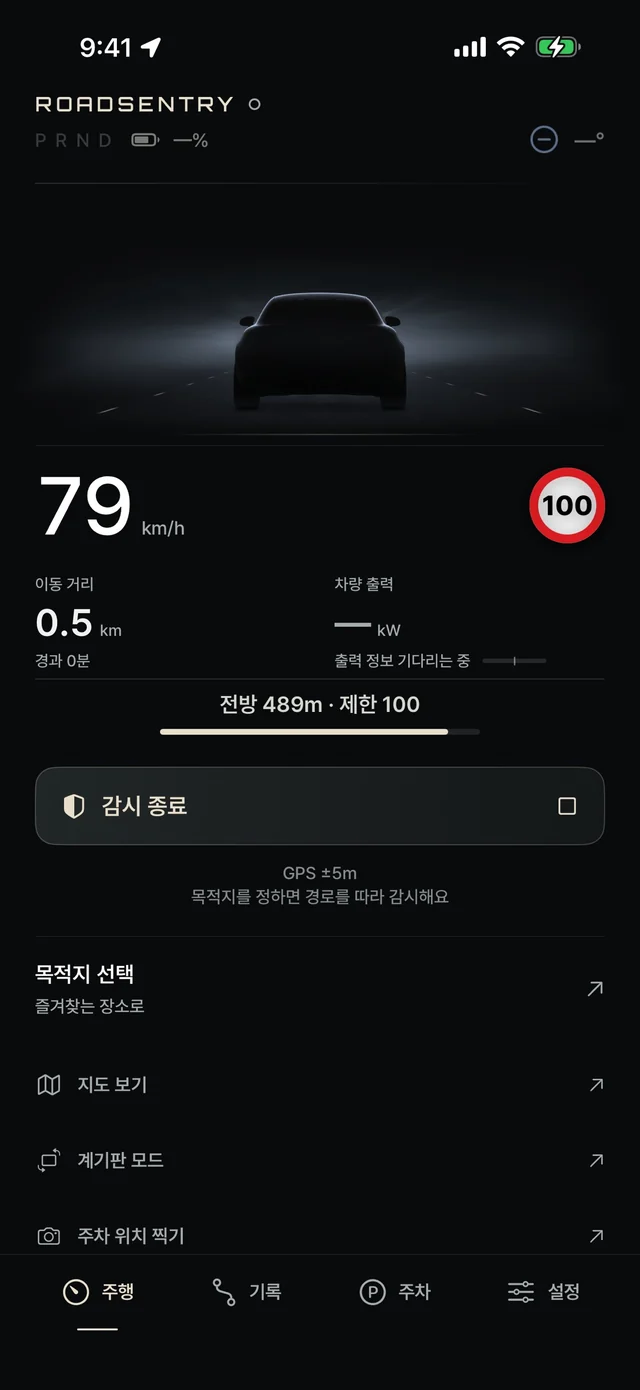 9:41
ROADSENTRY
P R N D —%
—°
79 km/h
100
이동 거리
0.5 km
경과 0분
차량 출력
— kW
출력 정보 기다리는 중
전방 489m · 제한 100
감시 종료
GPS ±5m
목적지를 정하면 경로를 따라 감시해요
목적지 선택
즐겨찾는 장소로
지도 보기
계기판 모드
주차 위치 찍기
주행
기록
P 주차
설정